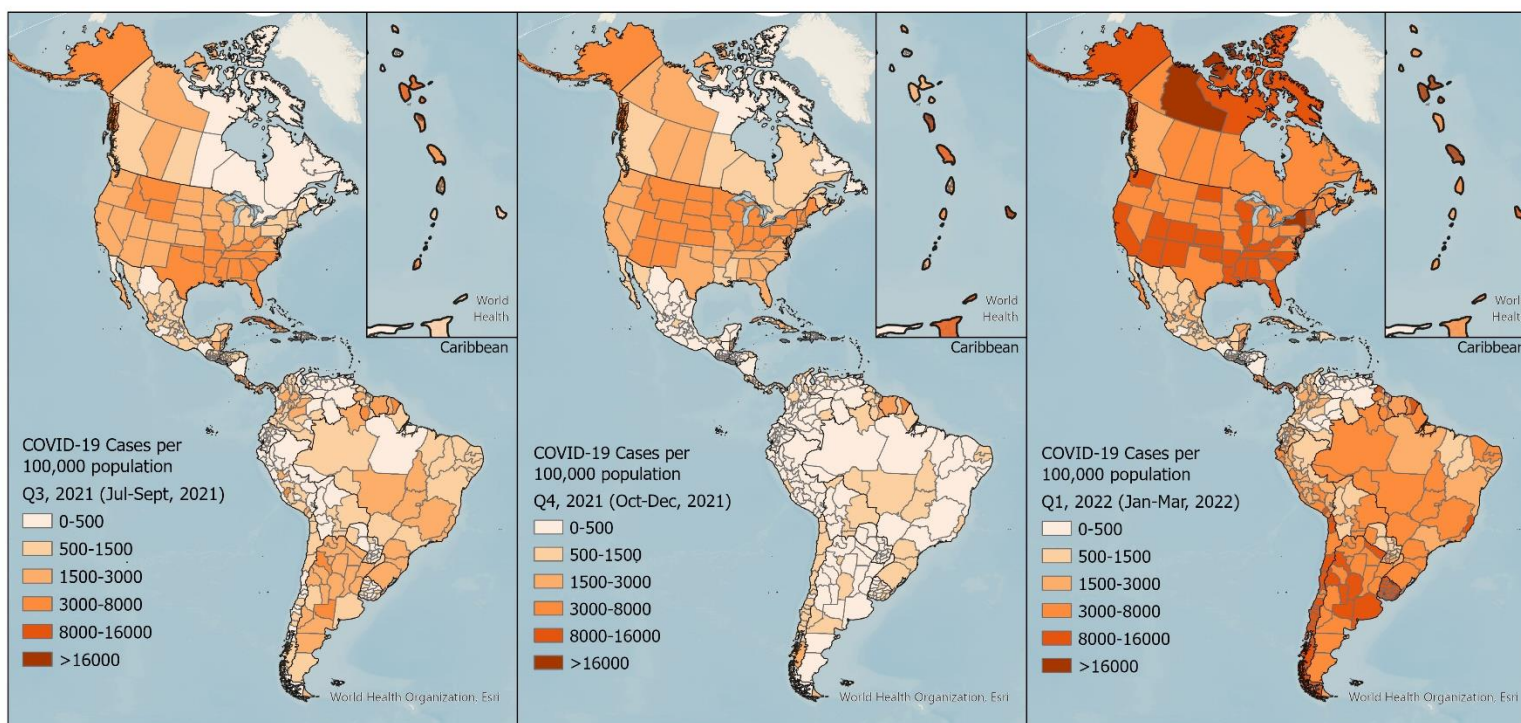 World
Health
Caribbean
COVID-19 Cases per
100,000 population
Q3, 2021 (Jul-Sept, 2021)
0-500
500-1500
1500-3000
3000-8000
8000-16000
>16000
World Health Organization, Esri
World
Health
Caribbean
COVID-19 Cases per
100,000 population
Q4, 2021 (Oct-Dec, 2021)
0-500
500-1500
1500-3000
3000-8000
8000-16000
>16000
World Health Organization, Esri
World
Health
Caribbean
COVID-19 Cases per
100,000 population
Q1, 2022 (Jan-Mar, 2022)
0-500
500-1500
1500-3000
3000-8000
8000-16000
>16000
World Health Organization, Esri